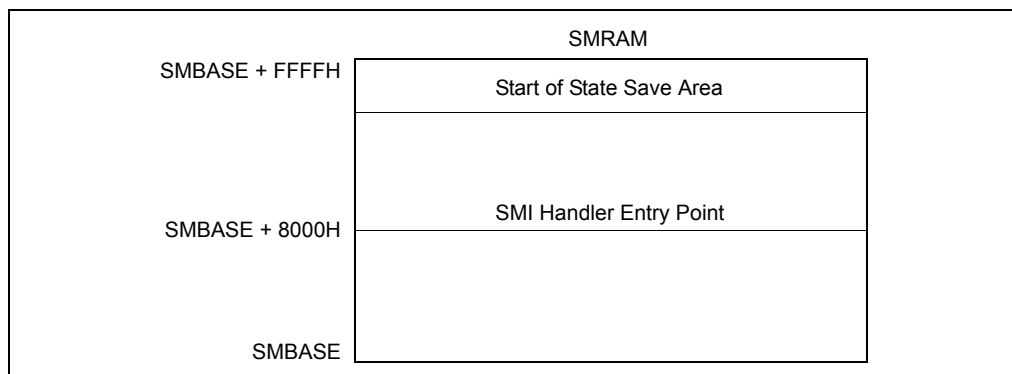 SMRAM
SMBASE + FFFFH
Start of State Save Area
SMI Handler Entry Point
SMBASE + 8000H
SMBASE